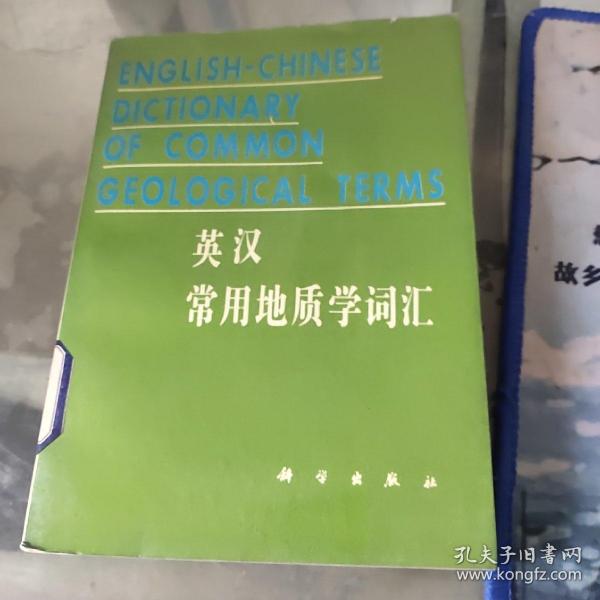 ENGLISH-CHINESE
DICTIONARY
OF COMMON
GEOLOGICAL TERMS
英汉
常用地质学词汇
科学出版社
故乡
孔夫子旧书网
www.kongfz.com